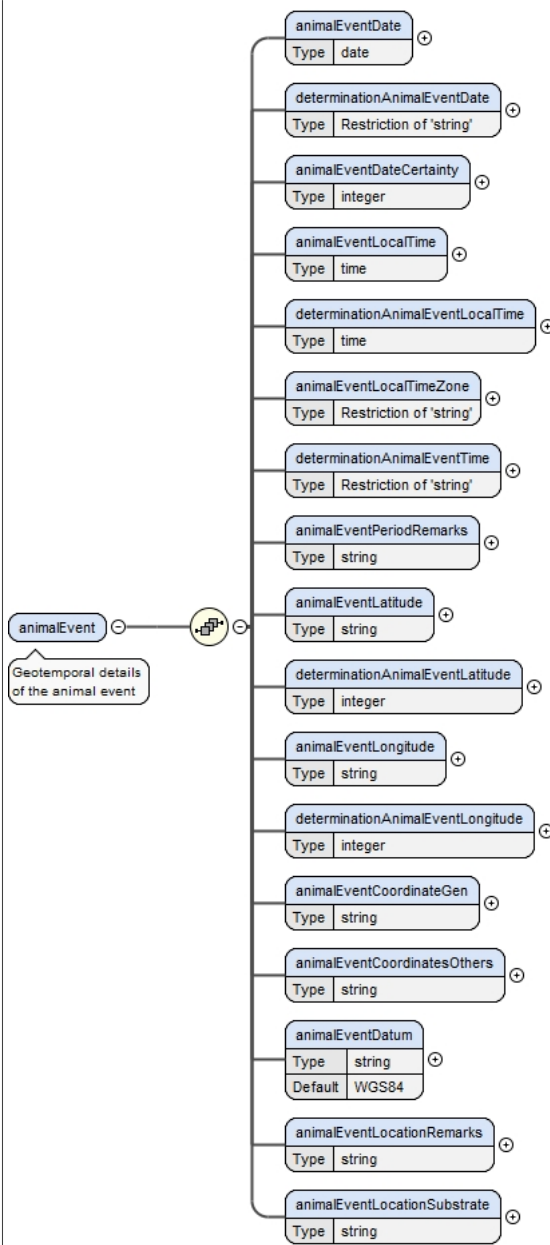 animalEventDate
Type date
determinationAnimalEventDate
Type Restriction of 'string'
animalEventDateCertainty
Type integer
animalEventLocalTime
Type time
determinationAnimalEventLocalTime
Type time
animalEventLocalTimeZone
Type Restriction of 'string'
determinationAnimalEventTime
Type Restriction of 'string'
animalEventPeriodRemarks
Type string
animalEventLatitude
Type string
animalEvent
Geotemporal details
of the animal event
determinationAnimalEventLatitude
Type integer
animalEventLongitude
Type string
determinationAnimalEventLongitude
Type integer
animalEventCoordinateGen
Type string
animalEventCoordinatesOthers
Type string
animalEventDatum
Type string
Default WGS84
animalEventLocationRemarks
Type string
animalEventLocationSubstrate
Type string